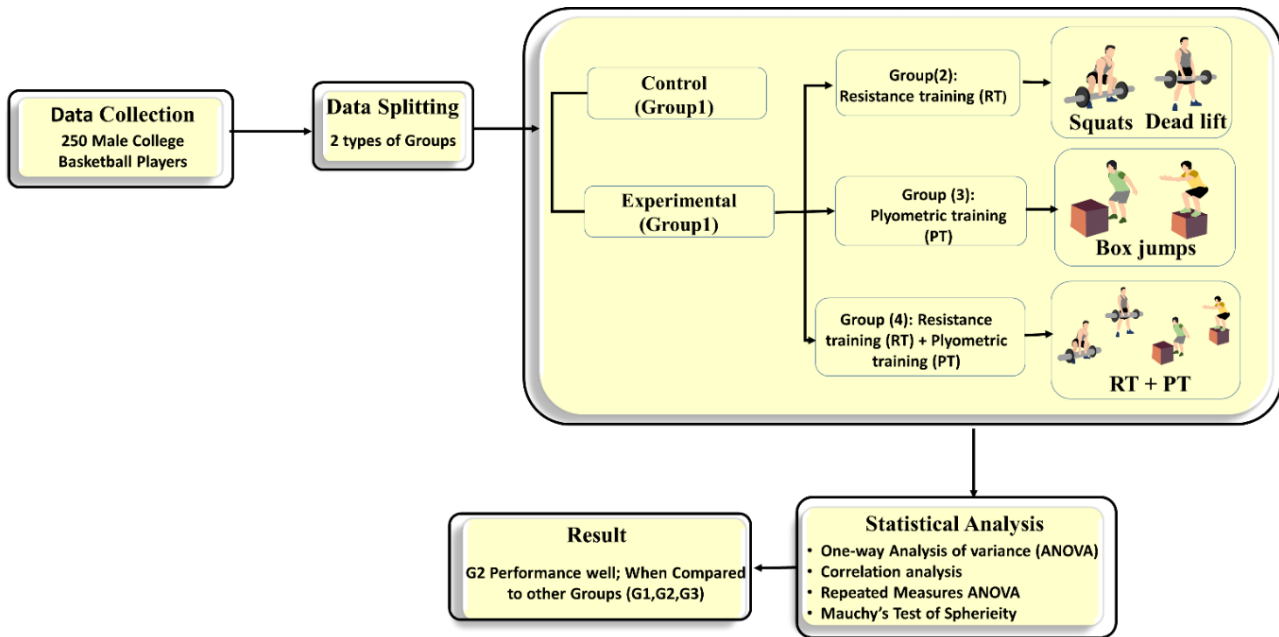 Data Collection
250 Male College
Basketball Players
Data Splitting
2 types of Groups
Control
(Group1)
Experimental
(Group1)
Group(2):
Resistance training (RT)
Squats Dead lift
Group (3):
Plyometric training
(PT)
Box jumps
Group (4): Resistance
training (RT) + Plyometric
training (PT)
RT + PT
Statistical Analysis
• One-way Analysis of variance (ANOVA)
• Correlation analysis
• Repeated Measures ANOVA
• Mauchy's Test of Spherieity
Result
G2 Performance well; When Compared
to other Groups (G1,G2,G3)